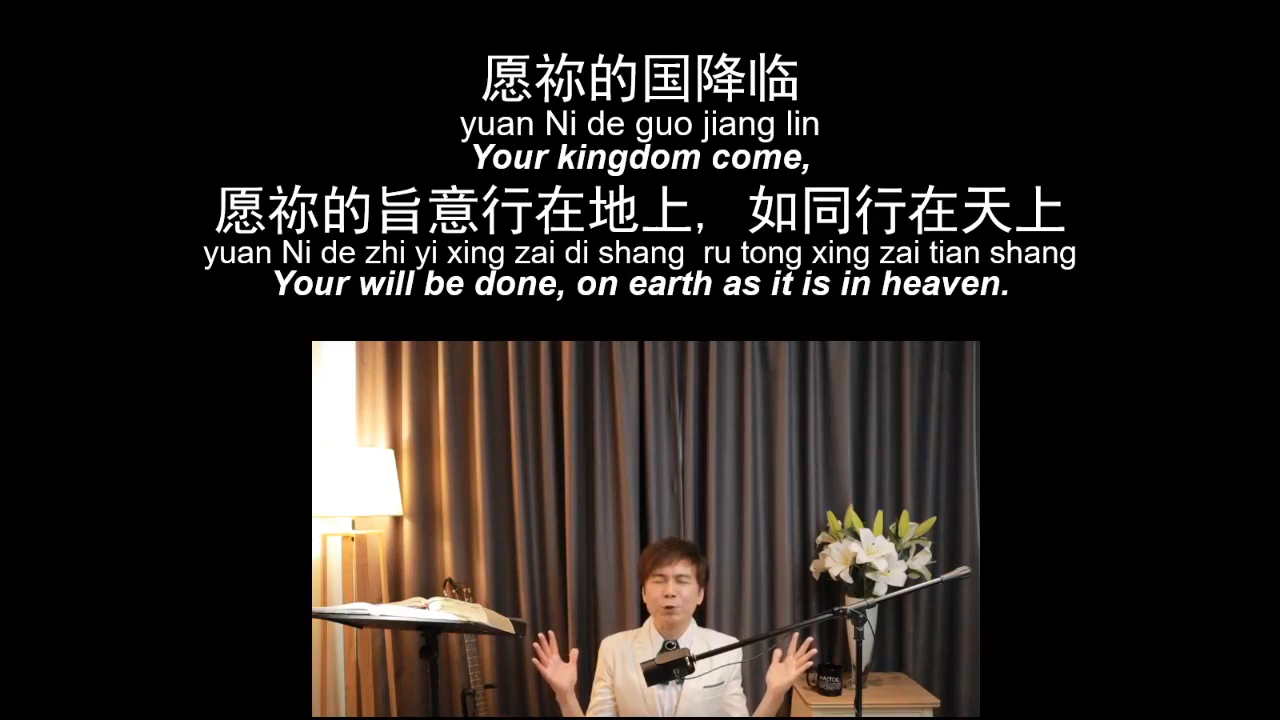 愿祢的国降临
yuan Ni de guo jiang lin
Your kingdom come,
愿祢的旨意行在地上, 如同行在天上
yuan Ni de zhi yi xing zai di shang  ru tong xing zai tian shang
Your will be done, on earth as it is in heaven.